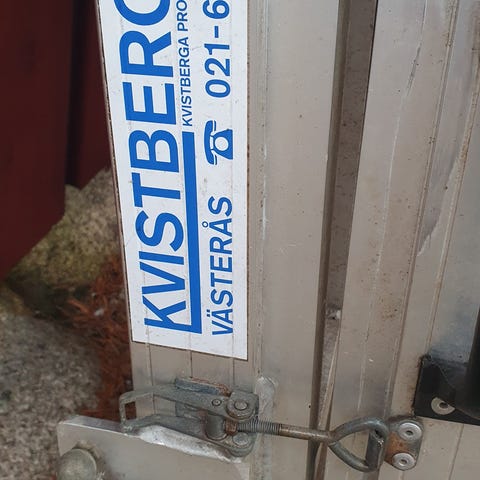 KVISTBERG
KVISTBERGA PRO
VÄSTERÅS ☎ 021-6